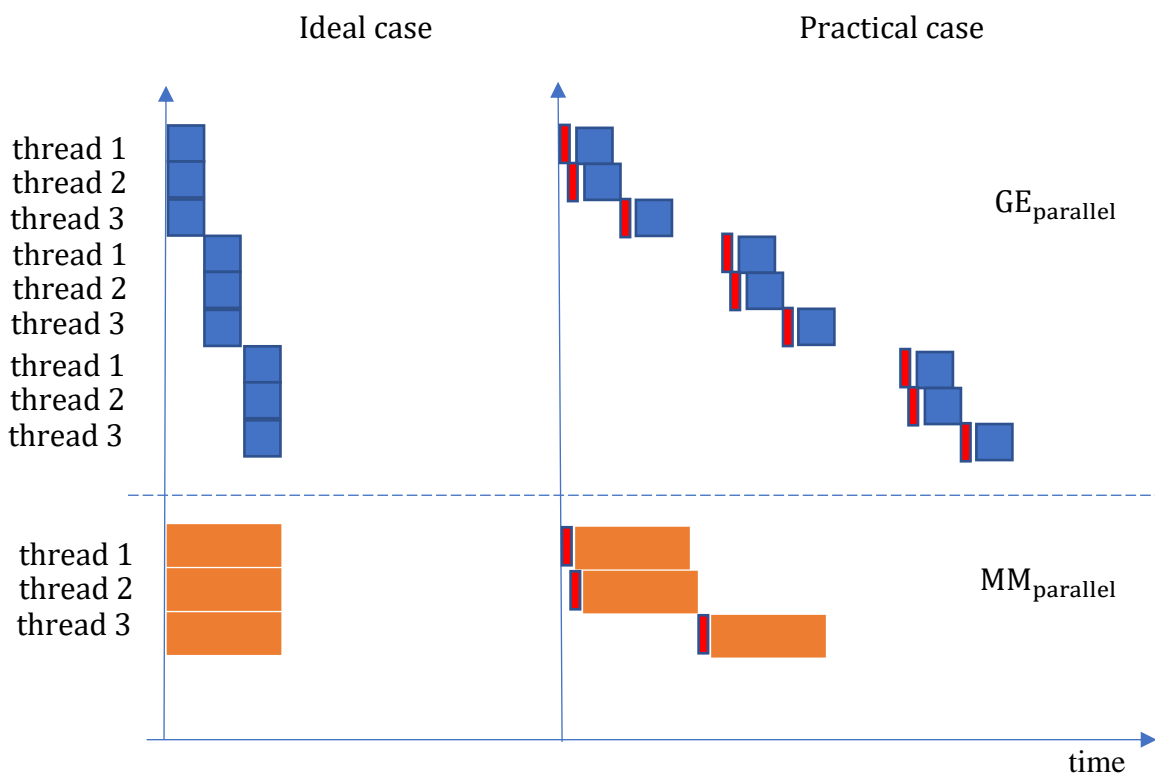 Ideal case
Practical case
thread 1
thread 2
thread 3
thread 1
thread 2
thread 3
thread 1
thread 2
thread 3
GEparallel
thread 1
thread 2
thread 3
MMparallel
time